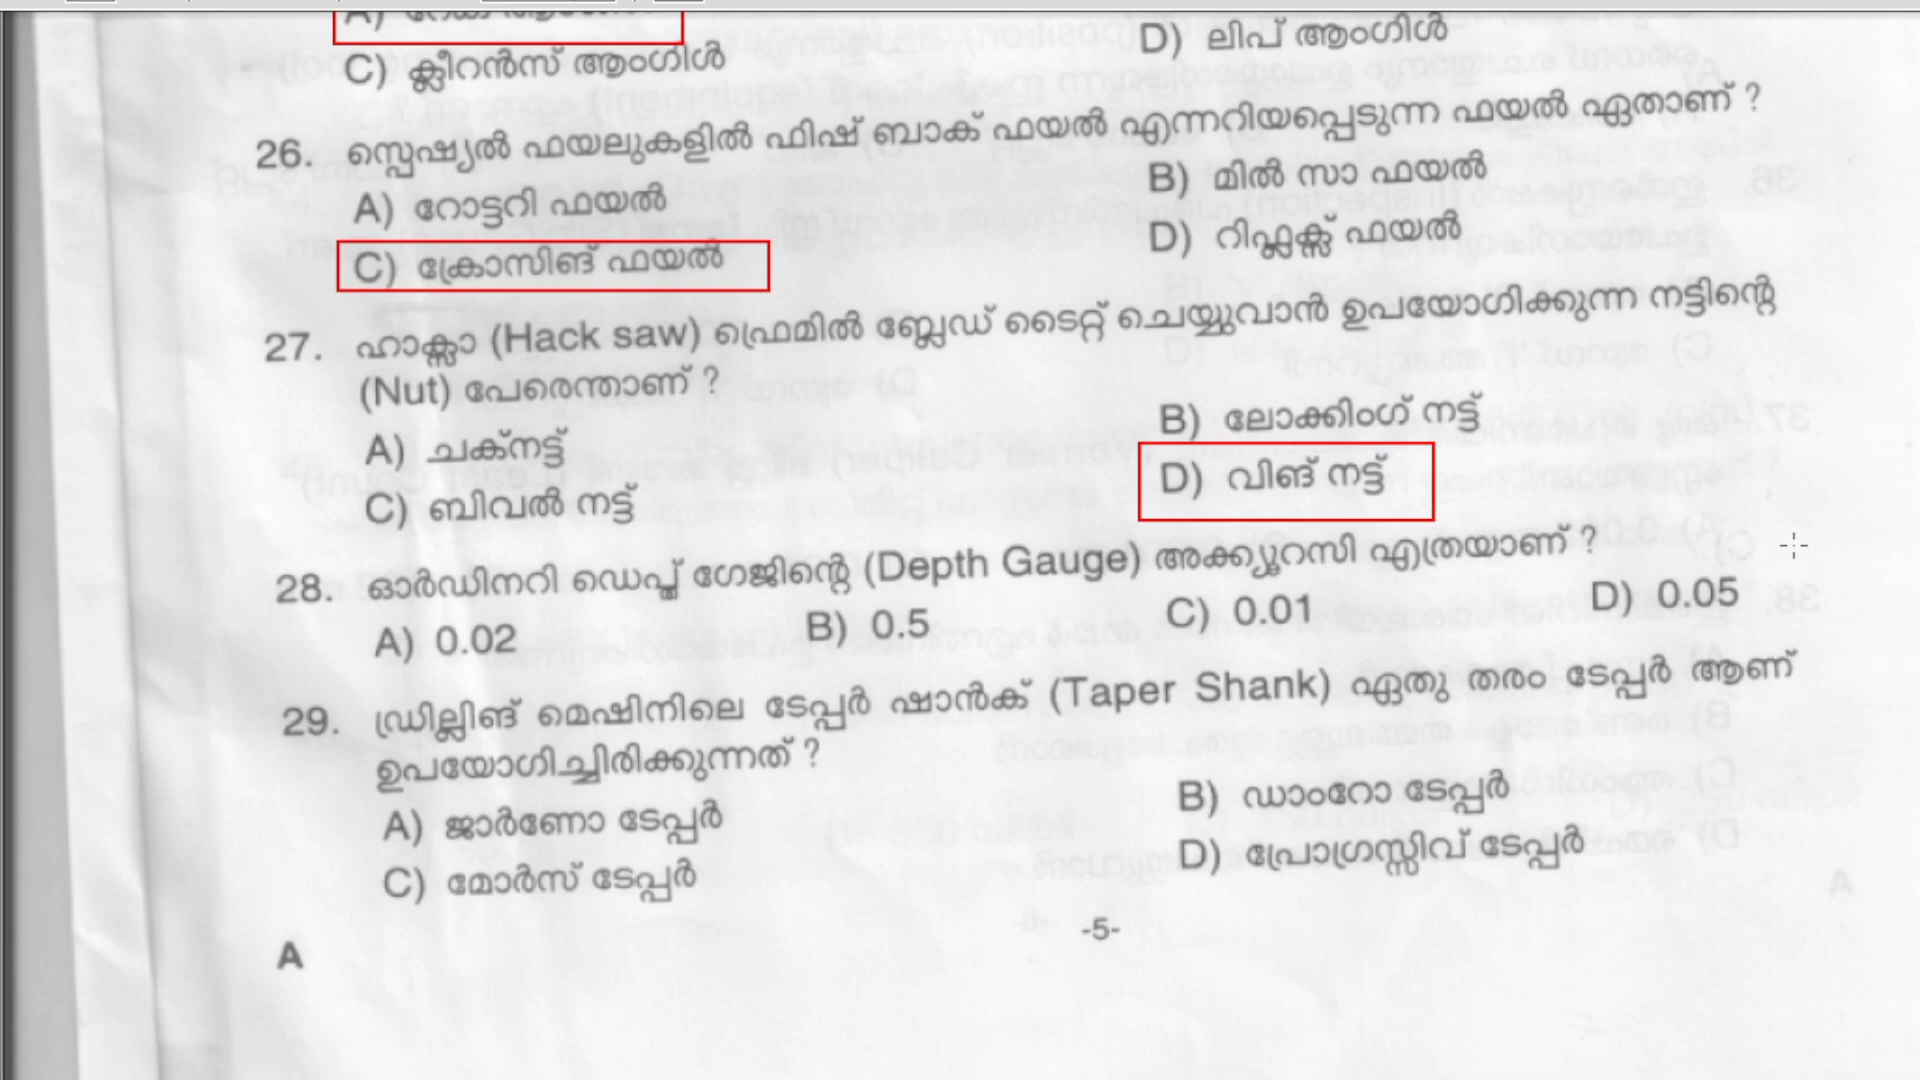 C) ക്ലീറൻസ് ആംഗിൾ
D) ലിപ് ആംഗിൾ
26. സ്പെഷ്യൽ ഫയലുകളിൽ ഫിഷ് ബാക് ഫയൽ എന്നറിയപ്പെടുന്ന ഫയൽ ഏതാണ് ?
A) റോട്ടറി ഫയൽ
B) മിൽ സാ ഫയൽ
C) ക്രോസിങ് ഫയൽ
D) റിഫ്ലക്സ് ഫയൽ
27. ഹാക്സാ (Hack saw) ഫ്രെമിൽ ബ്ലേഡ് ടൈറ്റ് ചെയ്യുവാൻ ഉപയോഗിക്കുന്ന നട്ടിന്റെ
(Nut) പേരെന്താണ് ?
A) ചക്നട്ട്
B) ലോക്കിംഗ് നട്ട്
C) ബിവൽ നട്ട്
D) വിങ് നട്ട്
28. ഓർഡിനറി ഡെപ്ത് ഗേജിന്റെ (Depth Gauge) അക്ക്യൂറസി എത്രയാണ് ?
A) 0.02 B) 0.5 C) 0.01 D) 0.05
29. ഡ്രില്ലിങ് മെഷിനിലെ ടേപ്പർ ഷാൻക് (Taper Shank) ഏതു തരം ടേപ്പർ ആണ്
ഉപയോഗിച്ചിരിക്കുന്നത് ?
A) ജാർണോ ടേപ്പർ
B) ഡാംറോ ടേപ്പർ
C) മോർസ് ടേപ്പർ
D) പ്രോഗ്രസ്സിവ് ടേപ്പർ
-5-
A